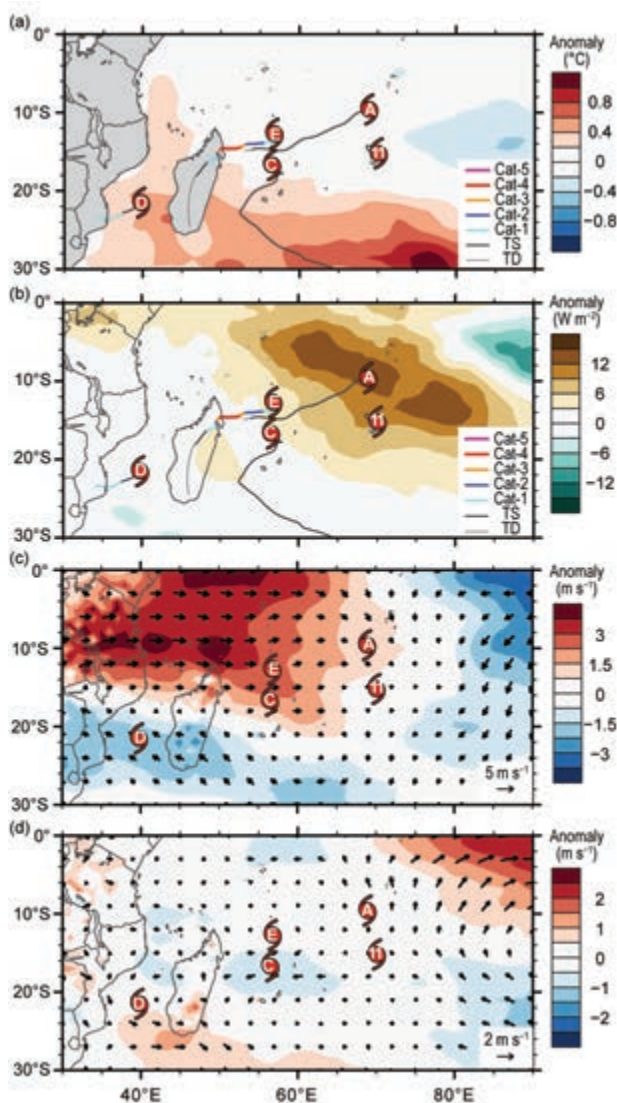 (a)
0°
10°S
20°S
30°S
A
E
C
11
D
Cat-5
Cat-4
Cat-3
Cat-2
Cat-1
TS
TD
Anomaly
(°C)
0.8
0.4
0
−0.4
−0.8
(b)
0°
10°S
20°S
30°S
A
E
C
11
D
Cat-5
Cat-4
Cat-3
Cat-2
Cat-1
TS
TD
Anomaly
(W m⁻²)
12
6
0
−6
−12
(c)
0°
10°S
20°S
30°S
A
E
C
11
D
5 m s⁻¹
Anomaly
(m s⁻¹)
3
1.5
0
−1.5
−3
(d)
0°
10°S
20°S
30°S
A
E
C
11
D
2 m s⁻¹
Anomaly
(m s⁻¹)
2
1
0
−1
−2
40°E
60°E
80°E